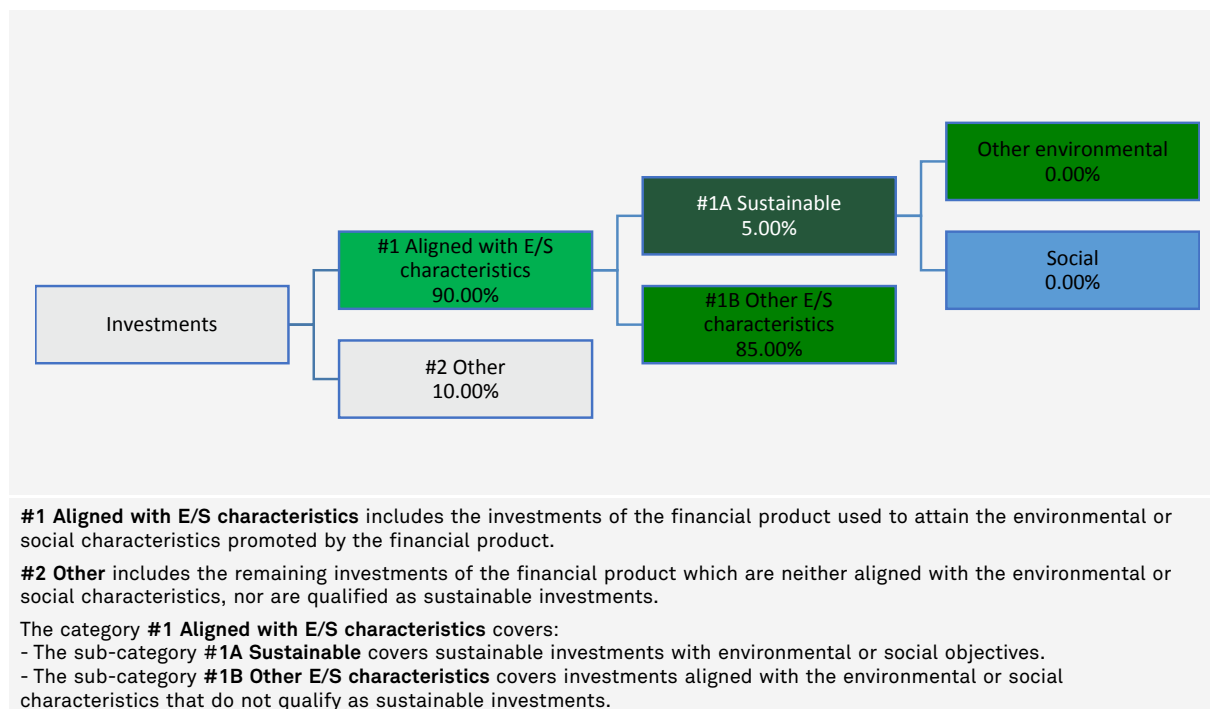 Other environmental
0.00%
#1A Sustainable
5.00%
#1 Aligned with E/S
characteristics
90.00%
Social
0.00%
Investments
#1B Other E/S
characteristics
85.00%
#2 Other
10.00%
#1 Aligned with E/S characteristics includes the investments of the financial product used to attain the environmental or
social characteristics promoted by the financial product.
#2 Other includes the remaining investments of the financial product which are neither aligned with the environmental or
social characteristics, nor are qualified as sustainable investments.
The category #1 Aligned with E/S characteristics covers:
- The sub-category #1A Sustainable covers sustainable investments with environmental or social objectives.
- The sub-category #1B Other E/S characteristics covers investments aligned with the environmental or social
characteristics that do not qualify as sustainable investments.